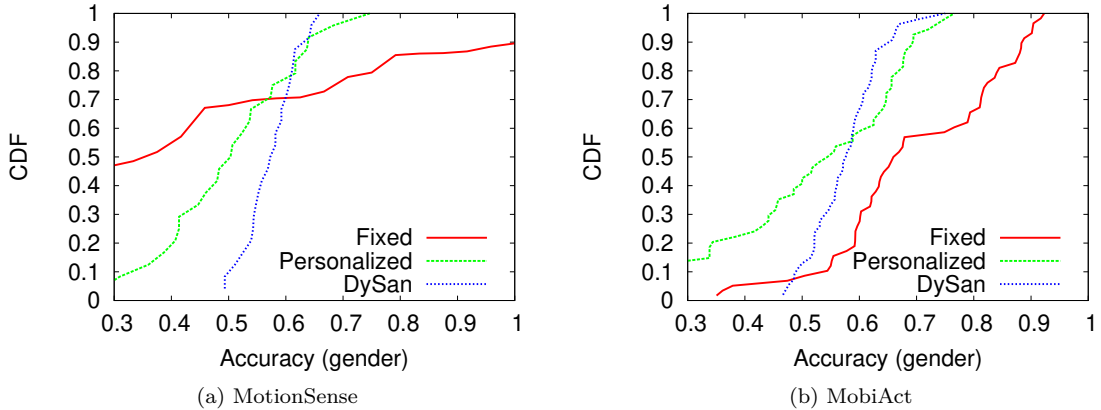 1
0.9
0.8
0.7
0.6
0.5
0.4
0.3
0.2
0.1
0
CDF
Fixed
Personalized
DySan
0.3 0.4 0.5 0.6 0.7 0.8 0.9 1
Accuracy (gender)
(a) MotionSense
1
0.9
0.8
0.7
0.6
0.5
0.4
0.3
0.2
0.1
0
CDF
Fixed
Personalized
DySan
0.3 0.4 0.5 0.6 0.7 0.8 0.9 1
Accuracy (gender)
(b) MobiAct